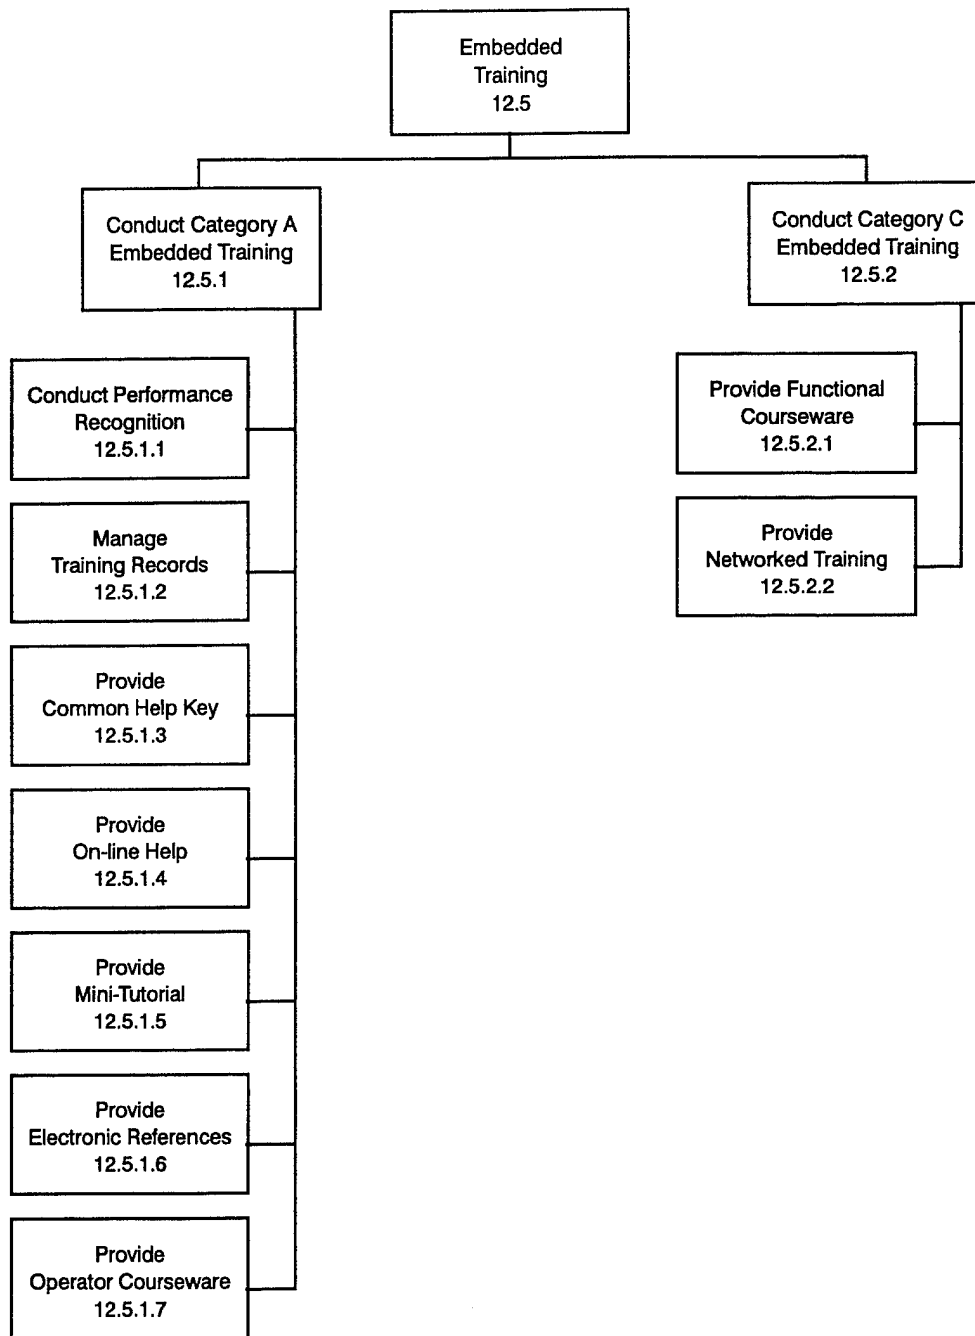 Embedded
Training
12.5
Conduct Category A
Embedded Training
12.5.1
Conduct Category C
Embedded Training
12.5.2
Conduct Performance
Recognition
12.5.1.1
Manage
Training Records
12.5.1.2
Provide
Common Help Key
12.5.1.3
Provide
On-line Help
12.5.1.4
Provide
Mini-Tutorial
12.5.1.5
Provide
Electronic References
12.5.1.6
Provide
Operator Courseware
12.5.1.7
Provide Functional
Courseware
12.5.2.1
Provide
Networked Training
12.5.2.2